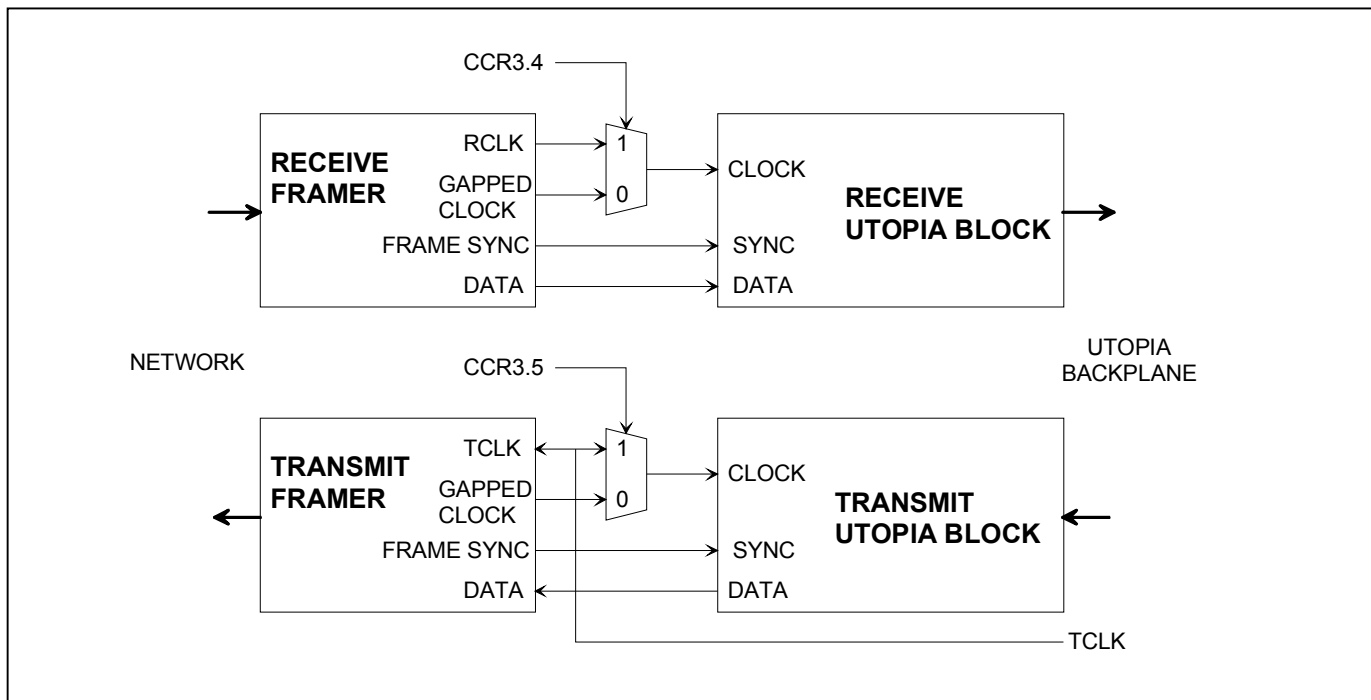 CCR3.4
RECEIVE
FRAMER
RCLK
GAPPED
CLOCK
FRAME SYNC
DATA
1
0
CLOCK
SYNC
DATA
RECEIVE
UTOPIA BLOCK
NETWORK
UTOPIA
BACKPLANE
CCR3.5
TRANSMIT
FRAMER
TCLK
GAPPED
CLOCK
FRAME SYNC
DATA
1
0
CLOCK
SYNC
DATA
TRANSMIT
UTOPIA BLOCK
TCLK